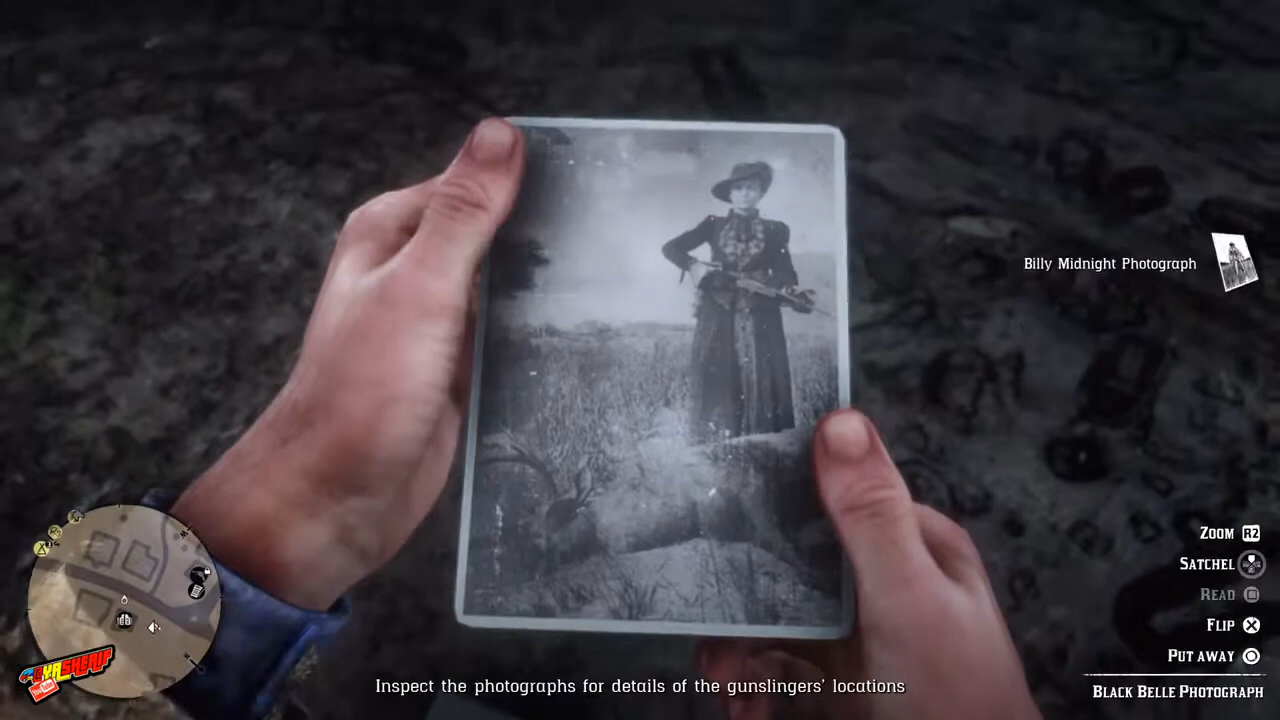 Billy Midnight Photograph
ZOOM R2
SATCHEL
READ
FLIP
PUT AWAY
BLACK BELLE PHOTOGRAPH
Inspect the photographs for details of the gunslingers' locations
YouTube